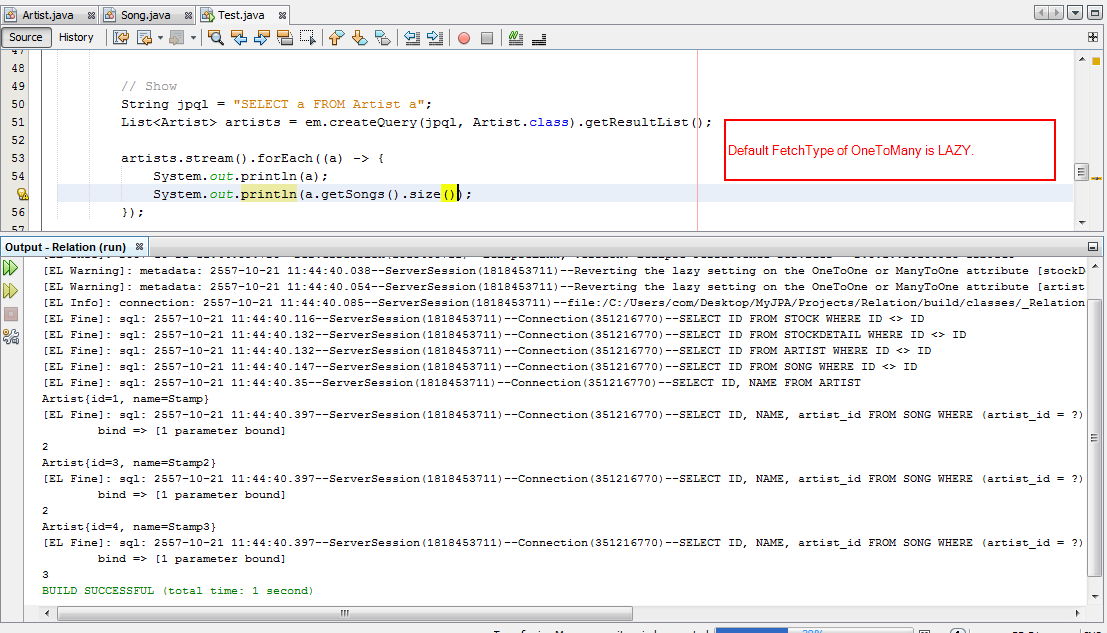 Artist.java
Song.java
Test.java
Source
History
47
48
49 // Show
50 String jpql = "SELECT a FROM Artist a";
51 List<Artist> artists = em.createQuery(jpql, Artist.class).getResultList();
Default FetchType of OneToMany is LAZY.
52
53 artists.stream().forEach((a) -> {
54 System.out.println(a);
System.out.println(a.getSongs().size());
56 });
57
Output - Relation (run)
[EL Warning]: metadata: 2557-10-21 11:44:40.038--ServerSession(1818453711)--Reverting the lazy setting on the OneToOne or ManyToOne attribute [stockD
[EL Warning]: metadata: 2557-10-21 11:44:40.054--ServerSession(1818453711)--Reverting the lazy setting on the OneToOne or ManyToOne attribute [artist
[EL Info]: connection: 2557-10-21 11:44:40.085--ServerSession(1818453711)--file:/C:/Users/com/Desktop/MyJPA/Projects/Relation/build/classes/_Relation
[EL Fine]: sql: 2557-10-21 11:44:40.116--ServerSession(1818453711)--Connection(351216770)--SELECT ID FROM STOCK WHERE ID <> ID
[EL Fine]: sql: 2557-10-21 11:44:40.132--ServerSession(1818453711)--Connection(351216770)--SELECT ID FROM STOCKDETAIL WHERE ID <> ID
[EL Fine]: sql: 2557-10-21 11:44:40.132--ServerSession(1818453711)--Connection(351216770)--SELECT ID FROM ARTIST WHERE ID <> ID
[EL Fine]: sql: 2557-10-21 11:44:40.147--ServerSession(1818453711)--Connection(351216770)--SELECT ID FROM SONG WHERE ID <> ID
[EL Fine]: sql: 2557-10-21 11:44:40.35--ServerSession(1818453711)--Connection(351216770)--SELECT ID, NAME FROM ARTIST
Artist{id=1, name=Stamp}
[EL Fine]: sql: 2557-10-21 11:44:40.397--ServerSession(1818453711)--Connection(351216770)--SELECT ID, NAME, artist_id FROM SONG WHERE (artist_id = ?)
bind => [1 parameter bound]
2
Artist{id=3, name=Stamp2}
[EL Fine]: sql: 2557-10-21 11:44:40.397--ServerSession(1818453711)--Connection(351216770)--SELECT ID, NAME, artist_id FROM SONG WHERE (artist_id = ?)
bind => [1 parameter bound]
2
Artist{id=4, name=Stamp3}
[EL Fine]: sql: 2557-10-21 11:44:40.397--ServerSession(1818453711)--Connection(351216770)--SELECT ID, NAME, artist_id FROM SONG WHERE (artist_id = ?)
bind => [1 parameter bound]
3
BUILD SUCCESSFUL (total time: 1 second)